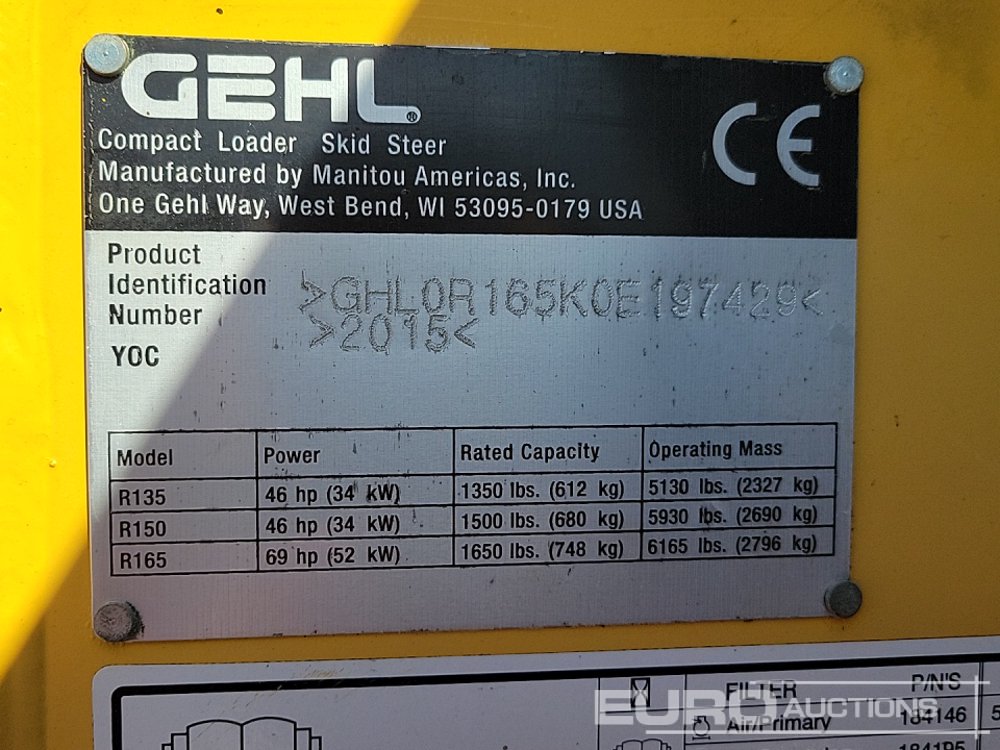 GEHL®
CE
Compact Loader Skid Steer
Manufactured by Manitou Americas, Inc.
One Gehl Way, West Bend, WI 53095-0179 USA
Product
Identification
Number
>GHL0R165K0E197429<
YOC
>2015<
Model Power Rated Capacity Operating Mass
R135 46 hp (34 kW) 1350 lbs. (612 kg) 5130 lbs. (2327 kg)
R150 46 hp (34 kW) 1500 lbs. (680 kg) 5930 lbs. (2690 kg)
R165 69 hp (52 kW) 1650 lbs. (748 kg) 6165 lbs. (2796 kg)
FILTER P/N'S
Air/Primary 184146 5
184195
EURO AUCTIONS